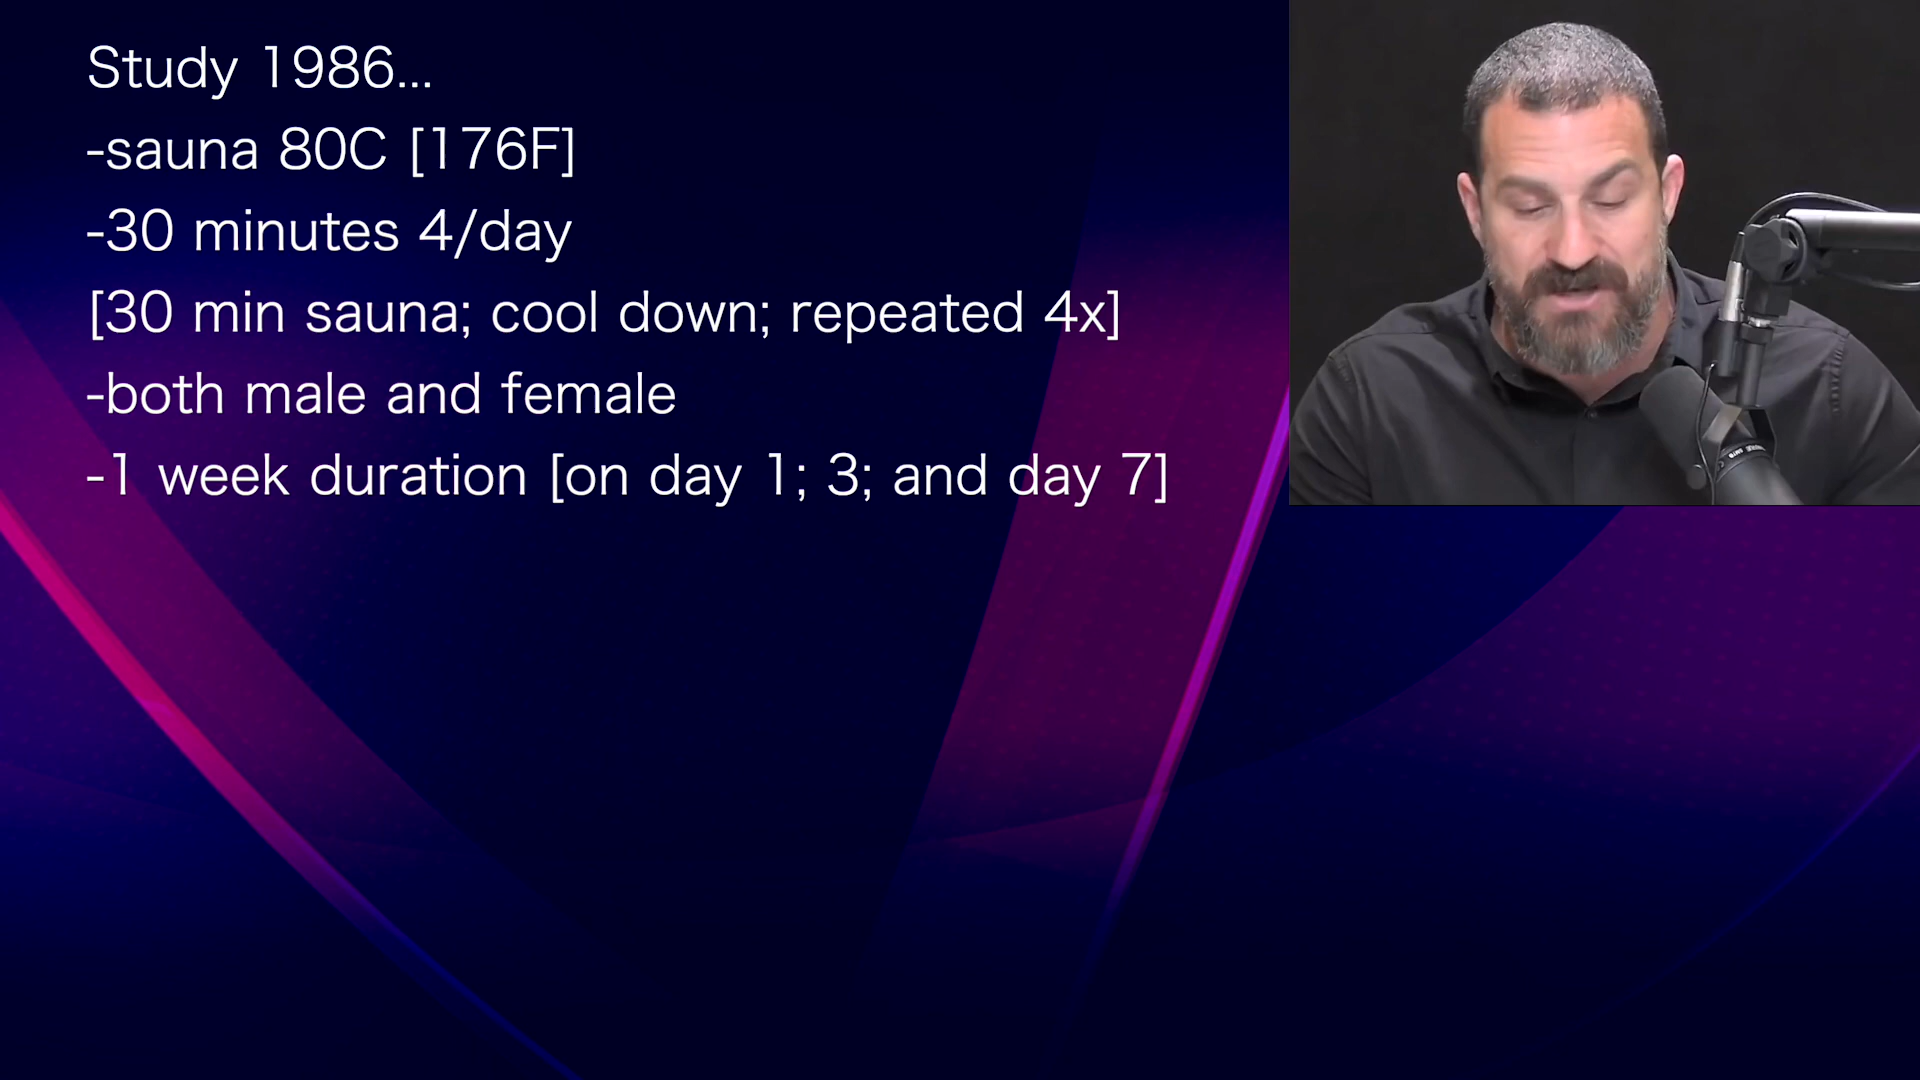 Study 1986...
-sauna 80C [176F]
-30 minutes 4/day
[30 min sauna; cool down; repeated 4x]
-both male and female
-1 week duration [on day 1; 3; and day 7]